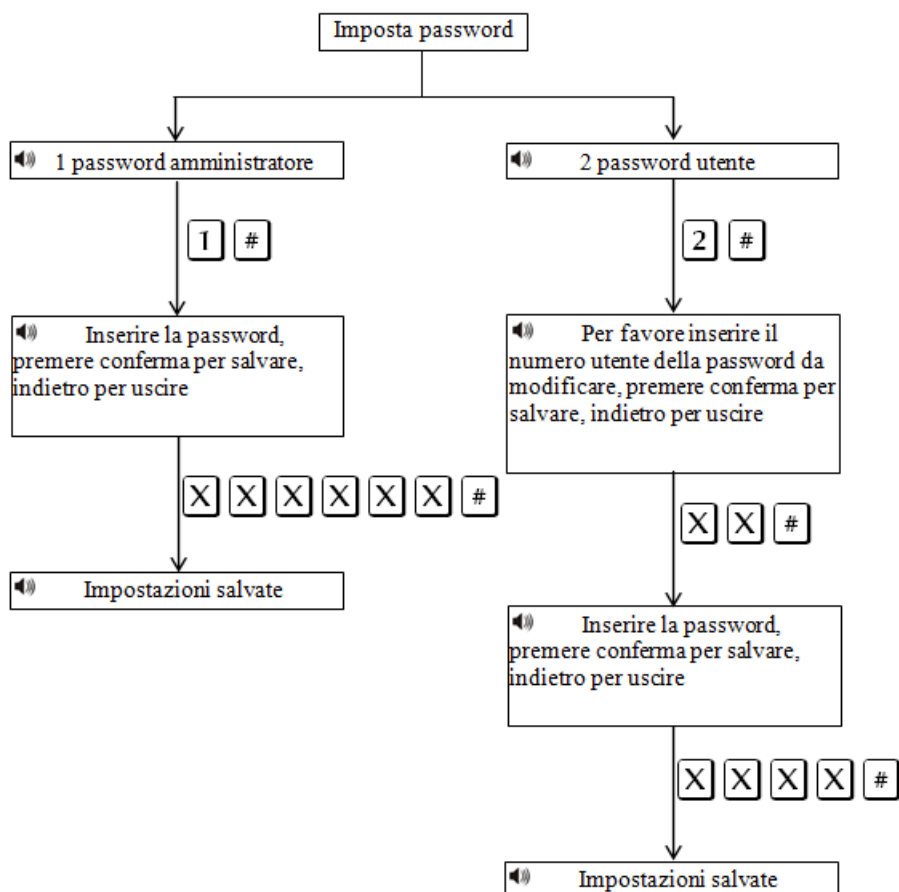 Imposta password
1 password amministratore
2 password utente
1 #
2 #
Inserire la password,
premere conferma per salvare,
indietro per uscire
Per favore inserire il
numero utente della password da
modificare, premere conferma per
salvare, indietro per uscire
X X X X X X #
X X #
Impostazioni salvate
Inserire la password,
premere conferma per salvare,
indietro per uscire
X X X X #
Impostazioni salvate